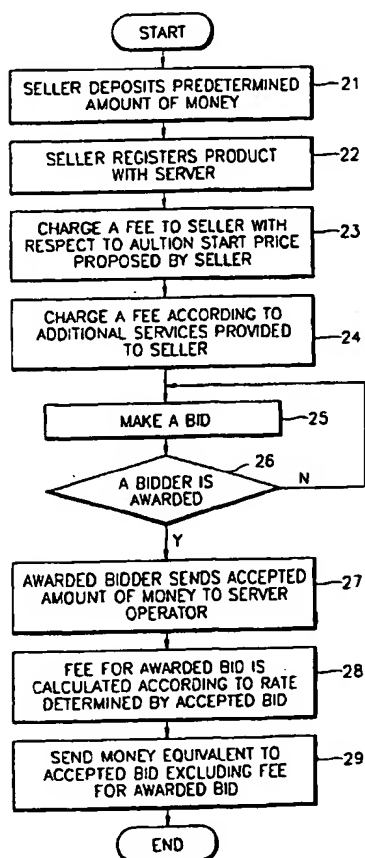 START
SELLER DEPOSITS PREDETERMINED
AMOUNT OF MONEY
21
SELLER REGISTERS PRODUCT
WITH SERVER
22
CHARGE A FEE TO SELLER WITH
RESPECT TO AULTION START PRICE
PROPOSED BY SELLER
23
CHARGE A FEE ACCORDING TO
ADDITIONAL SERVICES PROVIDED
TO SELLER
24
MAKE A BID
25
26
A BIDDER IS
AWARDED
N
Y
AWARDED BIDDER SENDS ACCEPTED
AMOUNT OF MONEY TO SERVER
OPERATOR
27
FEE FOR AWARDED BID IS
CALCULATED ACCORDING TO RATE
DETERMINED BY ACCEPTED BID
28
SEND MONEY EQUIVALENT TO
ACCEPTED BID EXCLUDING FEE
FOR AWARDED BID
29
END